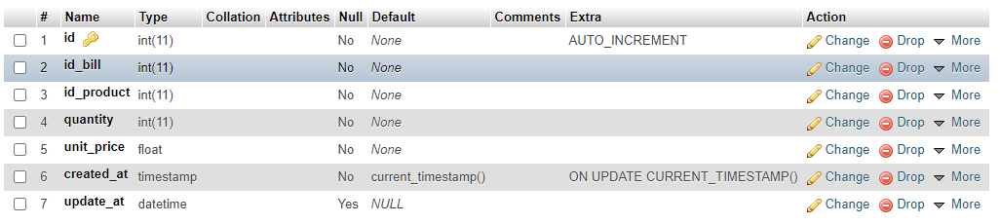 # Name Type Collation Attributes Null Default Comments Extra Action
1 id int(11) No None AUTO_INCREMENT Change Drop More
2 id_bill int(11) No None Change Drop More
3 id_product int(11) No None Change Drop More
4 quantity int(11) No None Change Drop More
5 unit_price float No None Change Drop More
6 created_at timestamp No current_timestamp() ON UPDATE CURRENT_TIMESTAMP() Change Drop More
7 update_at datetime Yes NULL Change Drop More